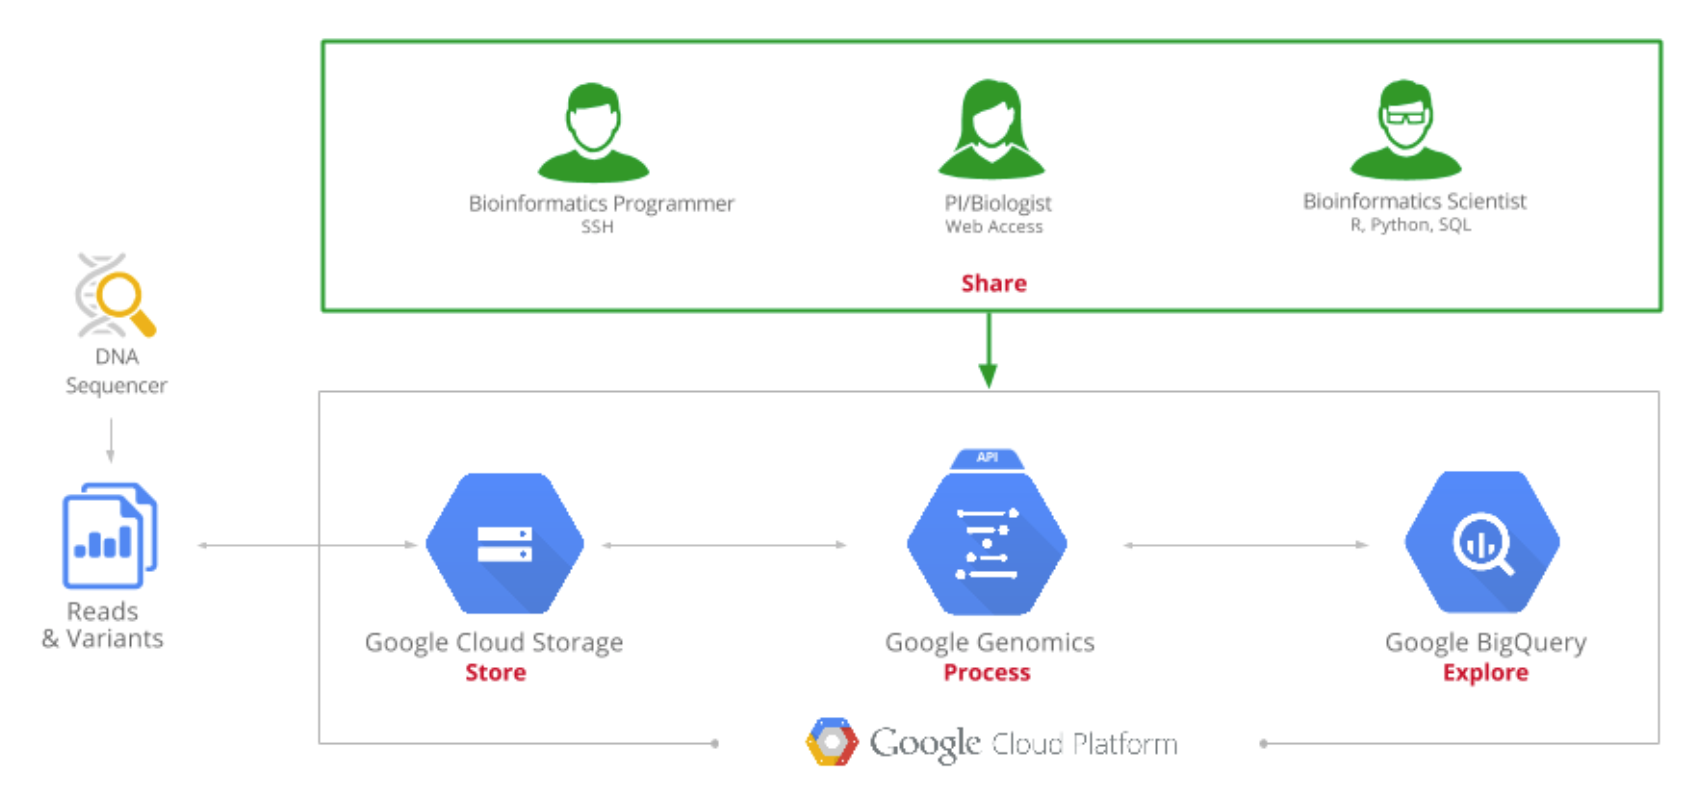 Bioinformatics Programmer
SSH
PI/Biologist
Web Access
Bioinformatics Scientist
R, Python, SQL
Share
DNA
Sequencer
Reads
& Variants
Google Cloud Storage
Store
API
Google Genomics
Process
Google BigQuery
Explore
Google Cloud Platform